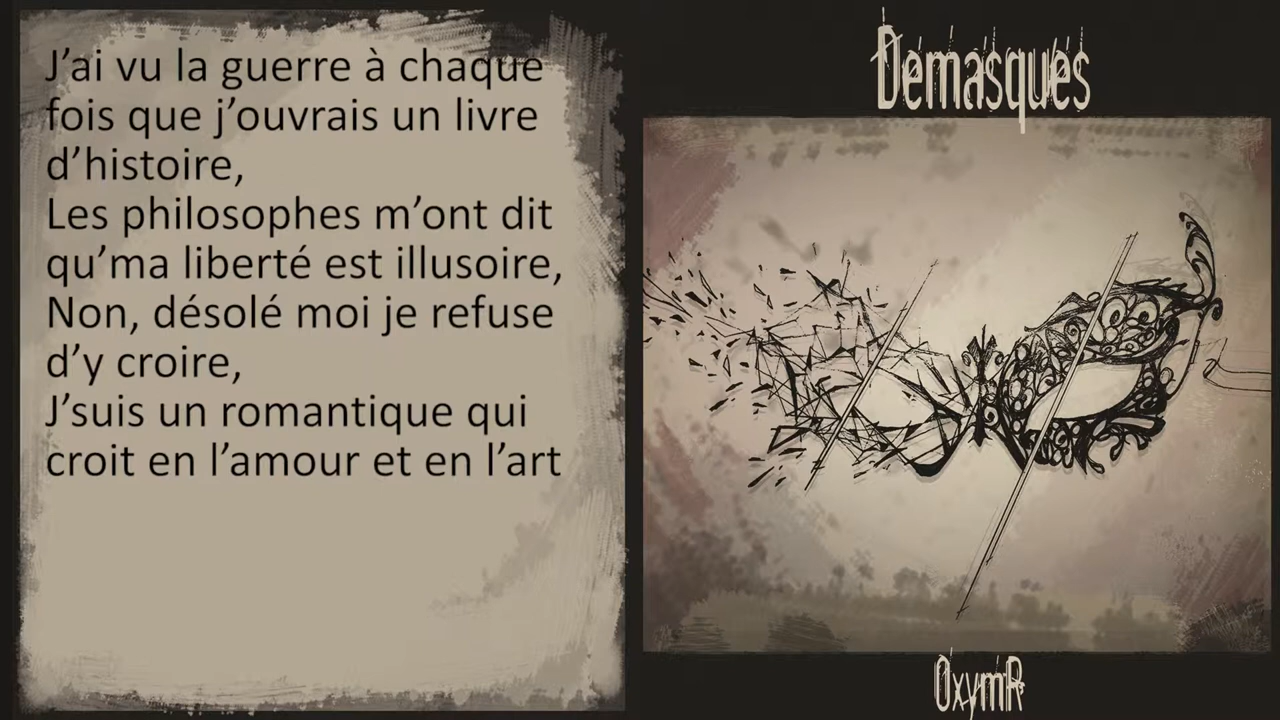 J’ai vu la guerre à chaque
fois que j’ouvrais un livre
d’histoire,
Les philosophes m’ont dit
qu’ma liberté est illusoire,
Non, désolé moi je refuse
d’y croire,
J’suis un romantique qui
croit en l’amour et en l’art
Demasqués
OxymR